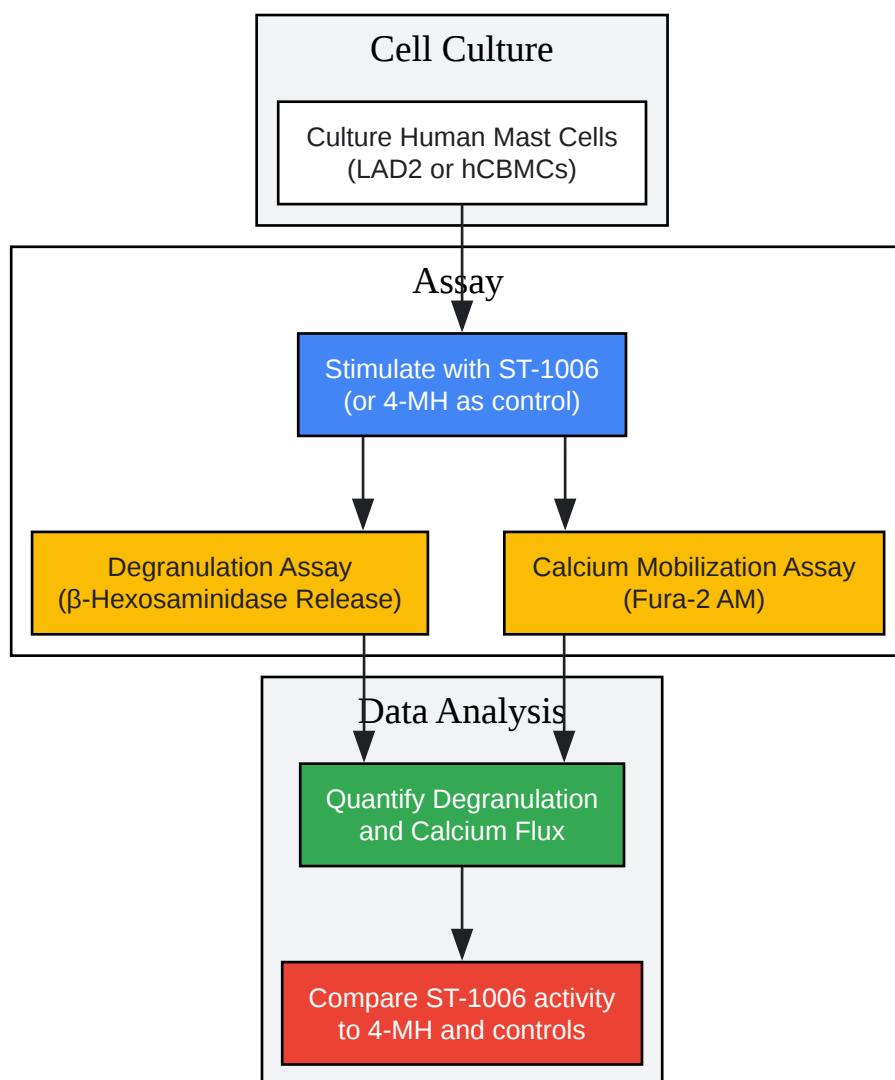 Cell Culture
Culture Human Mast Cells
(LAD2 or hCBMCs)
Assay
Stimulate with ST-1006
(or 4-MH as control)
Degranulation Assay
(β-Hexosaminidase Release)
Calcium Mobilization Assay
(Fura-2 AM)
Data Analysis
Quantify Degranulation
and Calcium Flux
Compare ST-1006 activity
to 4-MH and controls